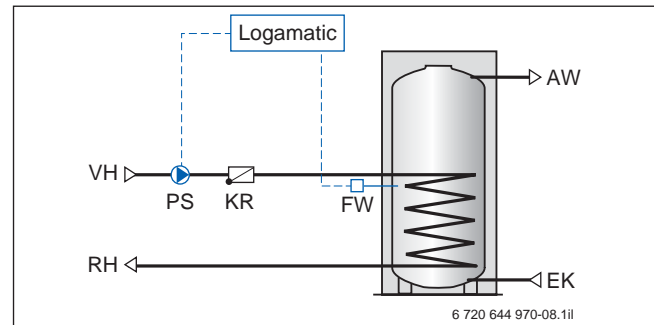 Logamatic
AW
VH
PS
KR
FW
RH
EK
6 720 644 970-08.1il